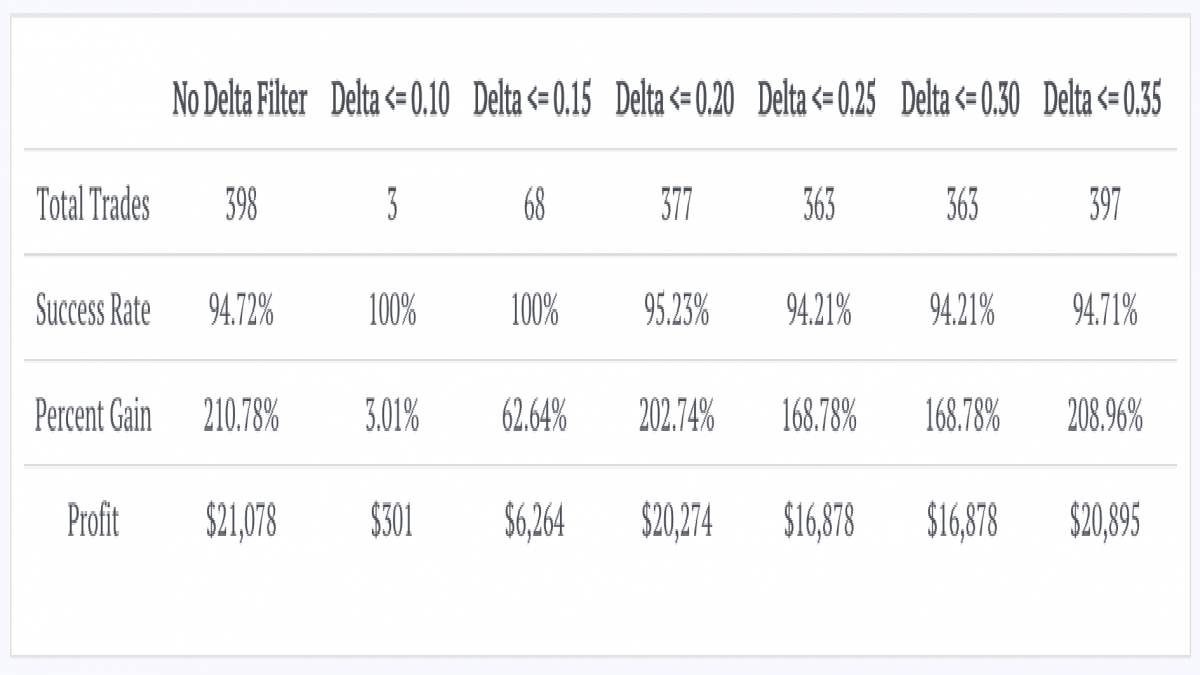 No Delta Filter Delta <= 0.10 Delta <= 0.15 Delta <= 0.20 Delta <= 0.25 Delta <= 0.30 Delta <= 0.35
Total Trades 398 3 68 377 363 363 397
Success Rate 94.72% 100% 100% 95.23% 94.21% 94.21% 94.71%
Percent Gain 210.78% 3.01% 62.64% 202.74% 168.78% 168.78% 208.96%
Profit $21,078 $301 $6,264 $20,274 $16,878 $16,878 $20,895